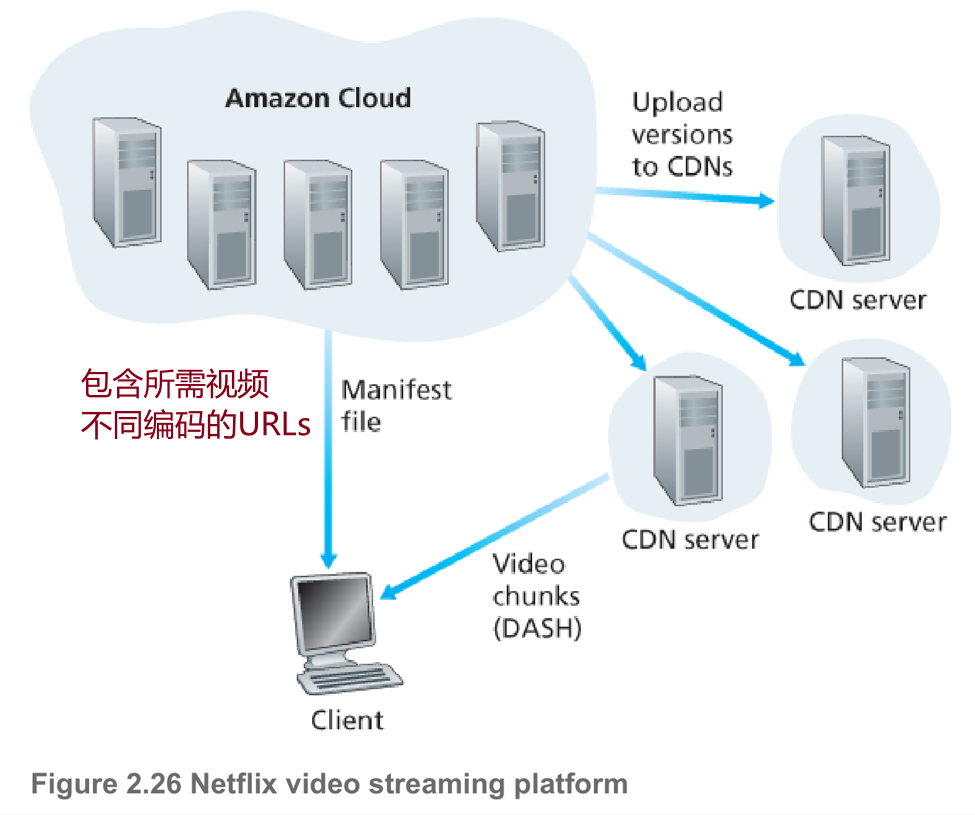 Amazon Cloud
Upload
versions
to CDNs
CDN server
包含所需视频
不同编码的URLs
Manifest
file
CDN server
CDN server
Video
chunks
(DASH)
Client
Figure 2.26 Netflix video streaming platform